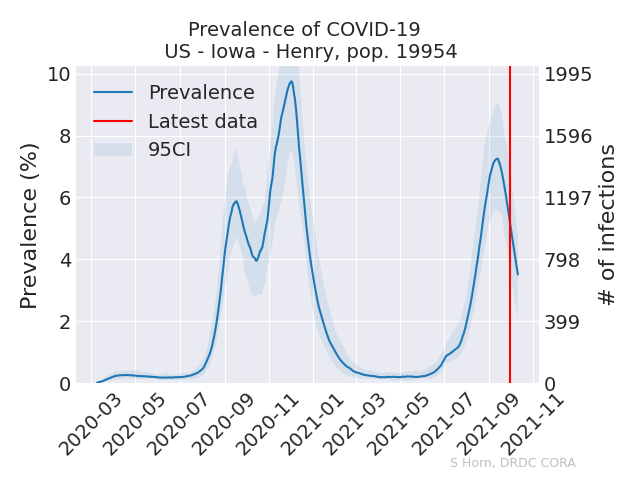 Prevalence of COVID-19
US - Iowa - Henry, pop. 19954
Prevalence
Latest data
95CI
Prevalence (%)
10
8
6
4
2
0
1995
1596
1197
798
399
0
# of infections
2020-03
2020-05
2020-07
2020-09
2020-11
2021-01
2021-03
2021-05
2021-07
2021-09
2021-11
S Horn, DRDC CORA